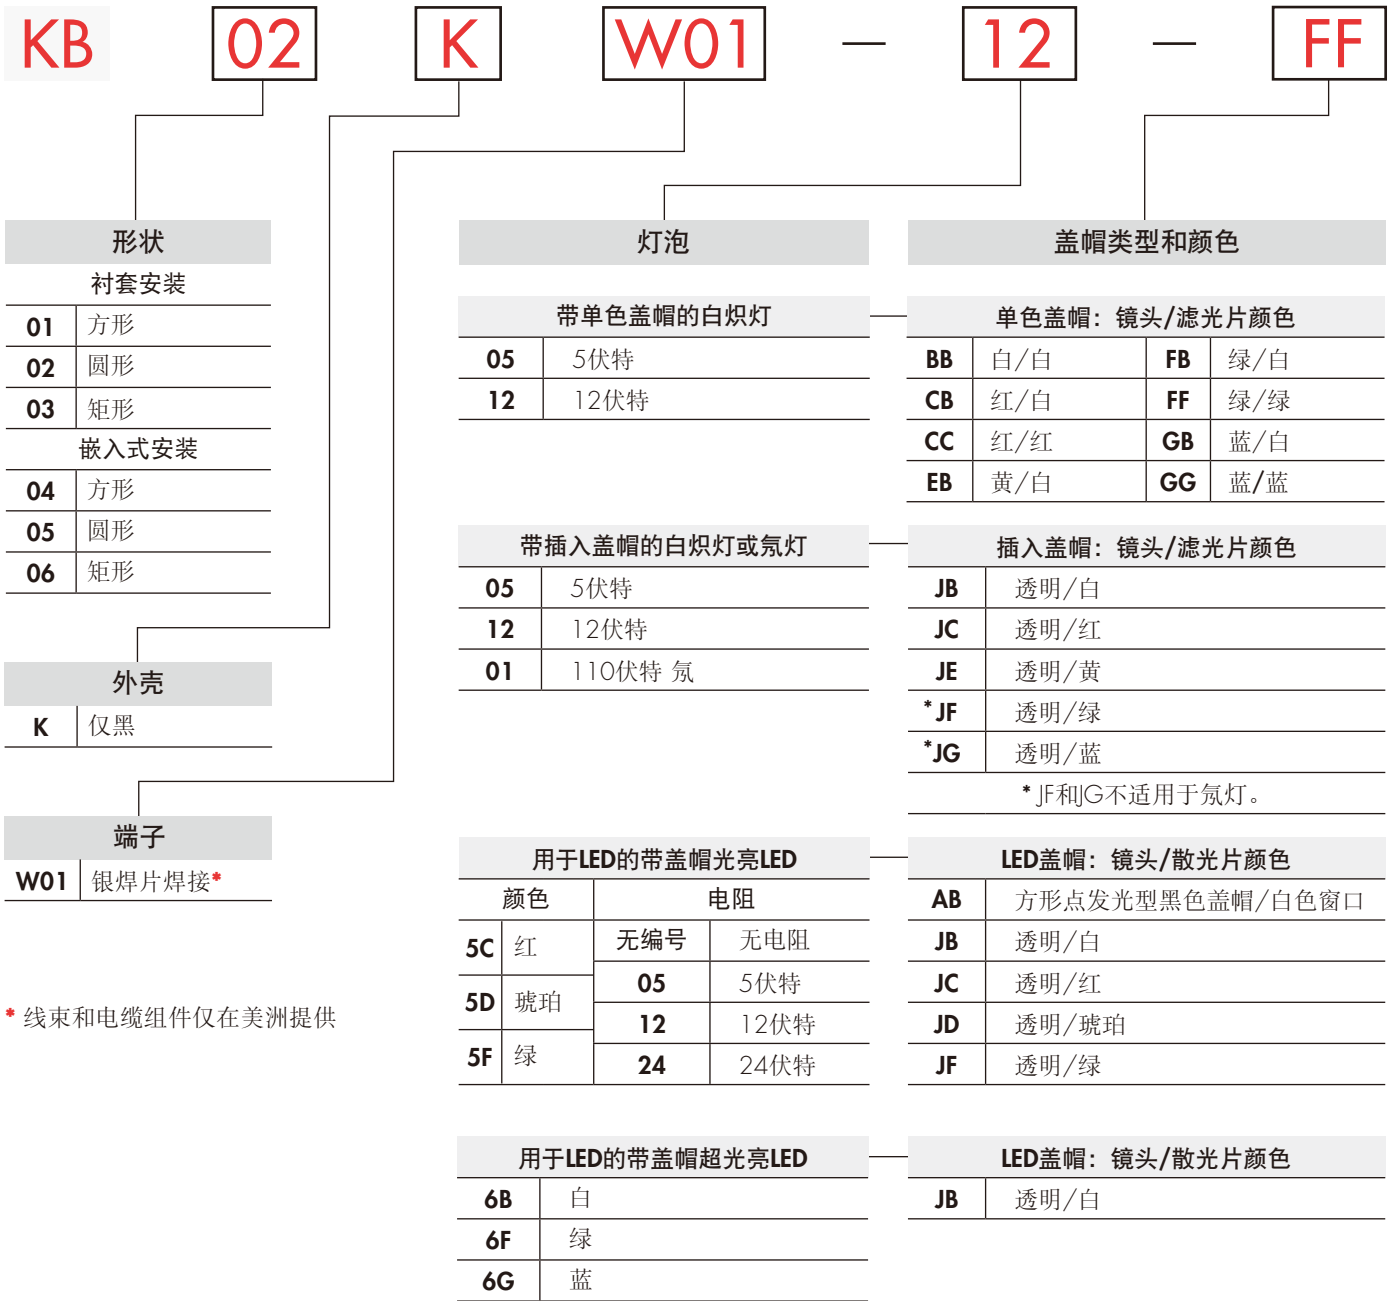 KB 02 K W01 — 12 — FF
形状
衬套安装
01 方形
02 圆形
03 矩形
嵌入式安装
04 方形
05 圆形
06 矩形
外壳
K 仅黑
端子
W01 银焊片焊接*
* 线束和电缆组件仅在美洲提供
灯泡
带单色盖帽的白炽灯
05 5伏特
12 12伏特
带插入盖帽的白炽灯或氖灯
05 5伏特
12 12伏特
01 110伏特 氖
用于LED的带盖帽光亮LED
颜色 电阻
5C 红
5D 琥珀
5F 绿
无编号 无电阻
05 5伏特
12 12伏特
24 24伏特
用于LED的带盖帽超光亮LED
6B 白
6F 绿
6G 蓝
盖帽类型和颜色
单色盖帽：镜头/滤光片颜色
BB 白/白 FB 绿/白
CB 红/白 FF 绿/绿
CC 红/红 GB 蓝/白
EB 黄/白 GG 蓝/蓝
插入盖帽：镜头/滤光片颜色
JB 透明/白
JC 透明/红
JE 透明/黄
*JF 透明/绿
*JG 透明/蓝
* JF和JG不适用于氖灯。
LED盖帽：镜头/散光片颜色
AB 方形点发光型黑色盖帽/白色窗口
JB 透明/白
JC 透明/红
JD 透明/琥珀
JF 透明/绿
LED盖帽：镜头/散光片颜色
JB 透明/白